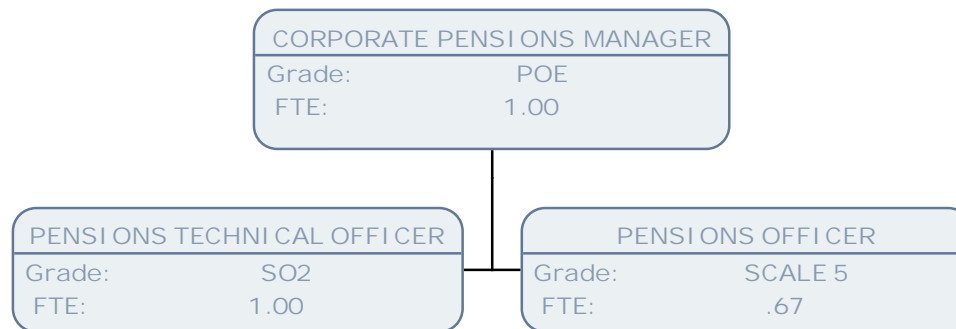 CORPORATE PENSIONS MANAGER
Grade: POE
FTE: 1.00
PENSIONS TECHNICAL OFFICER
Grade: SO2
FTE: 1.00
PENSIONS OFFICER
Grade: SCALE 5
FTE: .67